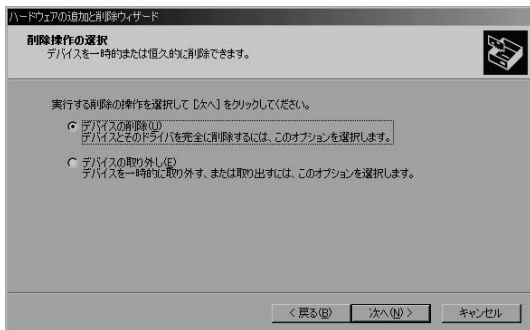 ハードウェアの追加と削除ウィザード
削除操作の選択
デバイスを一時的または恒久的に削除できます。
実行する削除の操作を選択して [次へ] をクリックしてください。
デバイスの削除(U)
デバイスとそのドライバを完全に削除するには、このオプションを選択します。
デバイスの取り外し(E)
デバイスを一時的に取り外す、または取り出すには、このオプションを選択します。
< 戻る(B) 次へ(N) > キャンセル